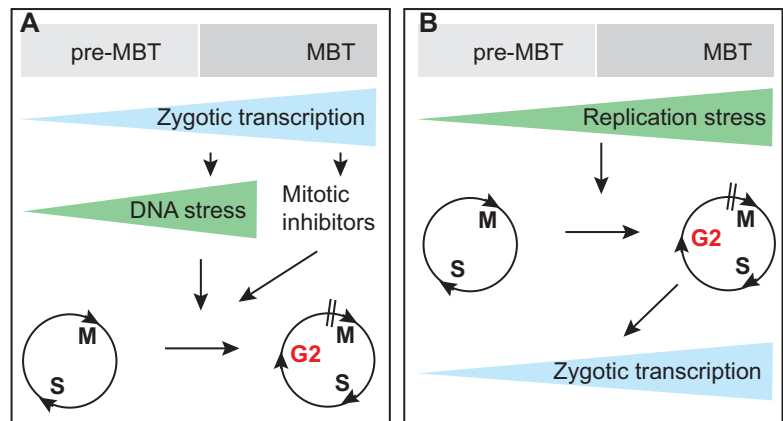 A
pre-MBT
MBT
Zygotic transcription
DNA stress
Mitotic
inhibitors
M
S
G2
M
S
B
pre-MBT
MBT
Replication stress
M
S
G2
M
S
Zygotic transcription